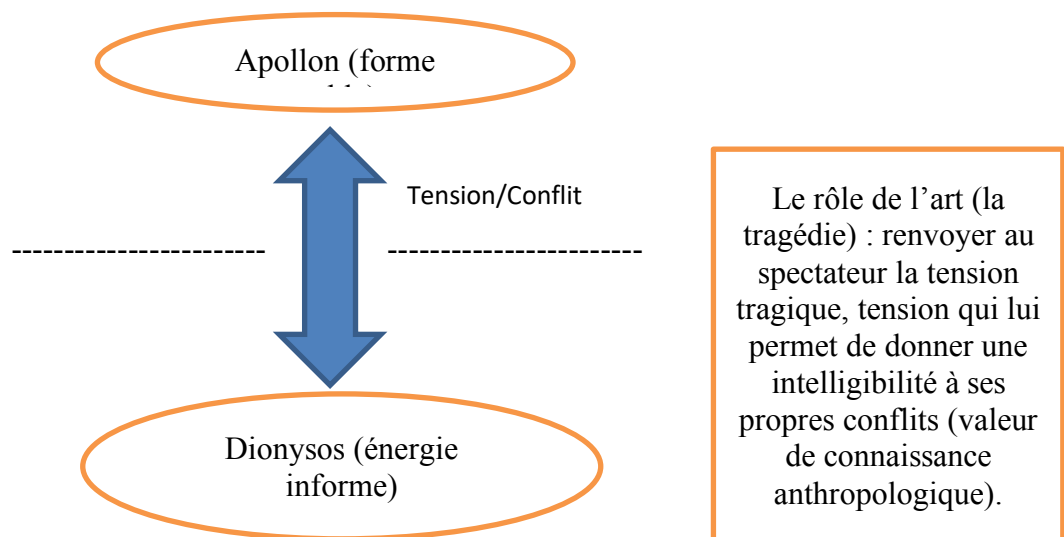 Apollon (forme
Tension/Conflit
Dionysos (énergie
informe)
Le rôle de l’art (la
tragédie) : renvoyer au
spectateur la tension
tragique, tension qui lui
permet de donner une
intelligibilité à ses
propres conflits (valeur
de connaissance
anthropologique).